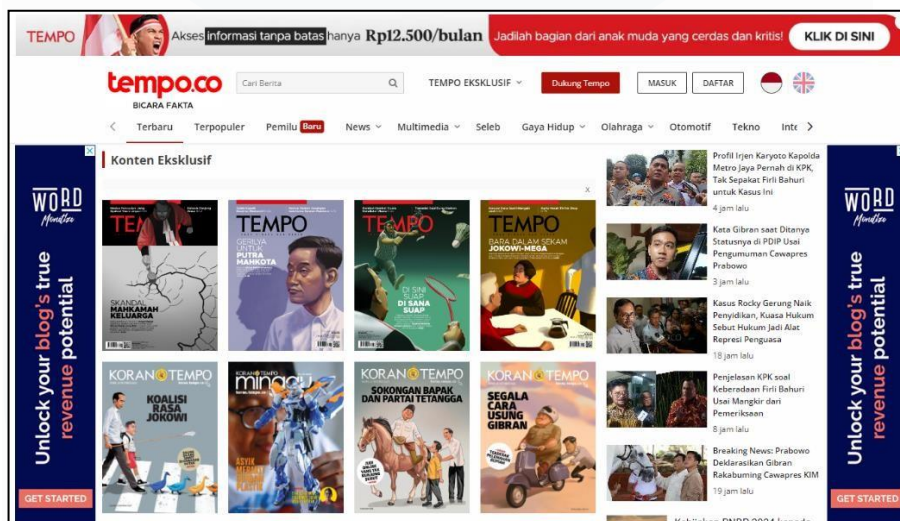 TEMPO
Akses informasi tanpa batas hanya Rp12.500/bulan
Jadilah bagian dari anak muda yang cerdas dan kritis!
KLIK DI SINI
tempo.co
BICARA FAKTA
Cari Berita
TEMPO EKSKLUSIF
Dukung Tempo
MASUK
DAFTAR
Terbaru
Terpopuler
Pemilu Baru
News
Multimedia
Seleb
Gaya Hidup
Olahraga
Otomotif
Tekno
Inte
WORD
Monetize
Unlock your blog's true
revenue potential
GET STARTED
Konten Eksklusif
x
TEMPO
SKANDAL
MAHKAMAH
KELUARGA
TEMPO
GERILYA
UNTUK
PUTRA
MAHKOTA
TEMPO
DI SINI
SUAP
DI SANA
SUAP
TEMPO
BARA DALAM SEKAM
JOKOWI-MEGA
KORAN TEMPO
KOALISI
RASA
JOKOWI
KORAN TEMPO
minggu
ASYIK
MERAKIT
PLASTIK
KORAN TEMPO
SOKONGAN BAPAK
DAN PARTAI TETANGGA
KORAN TEMPO
SEGALA
CARA
USUNG
GIBRAN
Profil Irjen Karyoto Kapolda
Metro Jaya Pernah di KPK,
Tak Sepakat Firli Bahuri
untuk Kasus Ini
4 jam lalu
Kata Gibran saat Ditanya
Statusnya di PDIP Usai
Pengumuman Cawapres
Prabowo
3 jam lalu
Kasus Rocky Gerung Naik
Penyidikan, Kuasa Hukum
Sebut Hukum Jadi Alat
Represi Penguasa
18 jam lalu
Penjelasan KPK soal
Keberadaan Firli Bahuri
Usai Mangkir dari
Pemeriksaan
8 jam lalu
Breaking News: Prabowo
Deklarasikan Gibran
Rakabuming Cawapres KIM
19 jam lalu
WORD
Monetize
Unlock your blog's true
revenue potential
GET STARTED